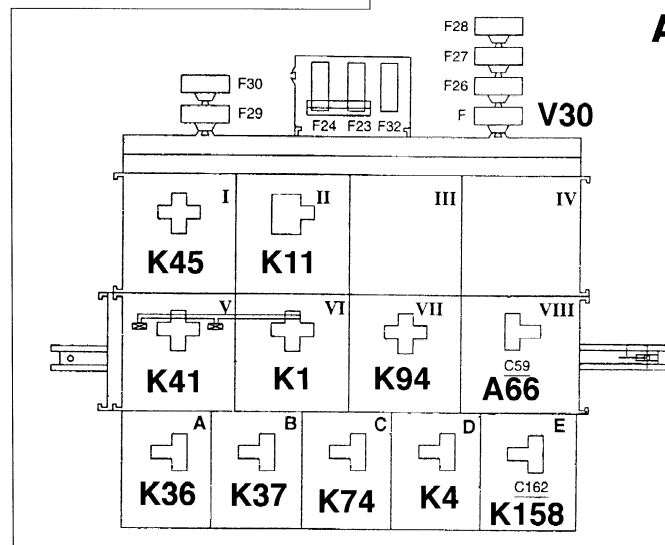 F28
A
F27
F30
F26
F29
F
V30
F24 F23 F32
I II III IV
K45 K11
V VI VII VIII
C59
K41 K1 K94 A66
A B C D E
C162
K36 K37 K74 K4 K158